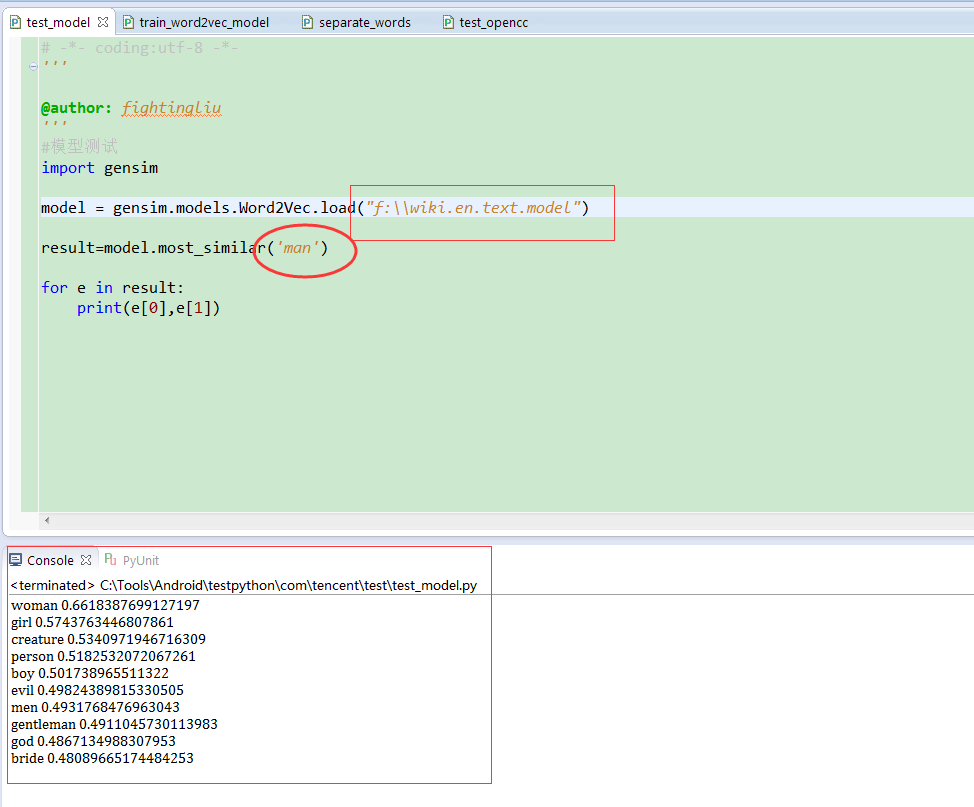 test_model train_word2vec_model separate_words test_opencc
# -*- coding:utf-8 -*-
'''
@author: fightingliu
'''
#模型测试
import gensim
model = gensim.models.Word2Vec.load("f:\\wiki.en.text.model")
result=model.most_similar('man')
for e in result:
    print(e[0],e[1])
Console PyUnit
<terminated> C:\Tools\Android\testpython\com\tencent\test\test_model.py
woman 0.6618387699127197
girl 0.5743763446807861
creature 0.5340971946716309
person 0.5182532072067261
boy 0.501738965511322
evil 0.49824389815330505
men 0.4931768476963043
gentleman 0.4911045730113983
god 0.4867134988307953
bride 0.48089665174484253